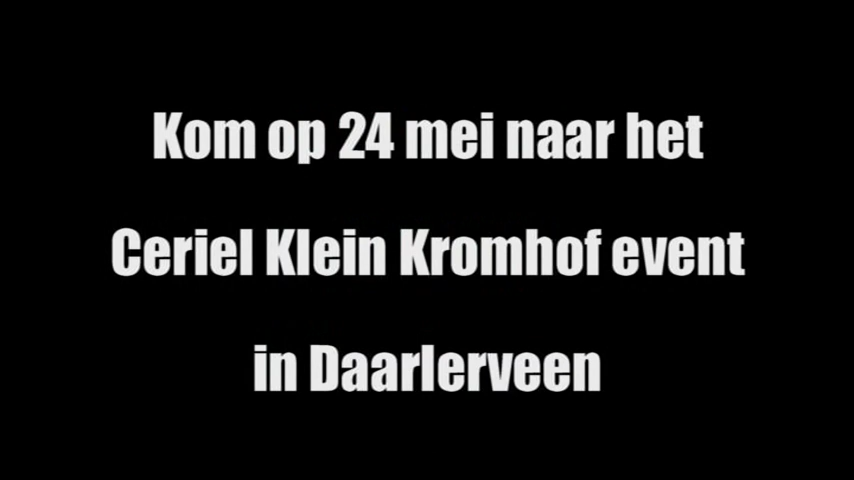 Kom op 24 mei naar het
Ceriel Klein Kromhof event
in Daarlerveen